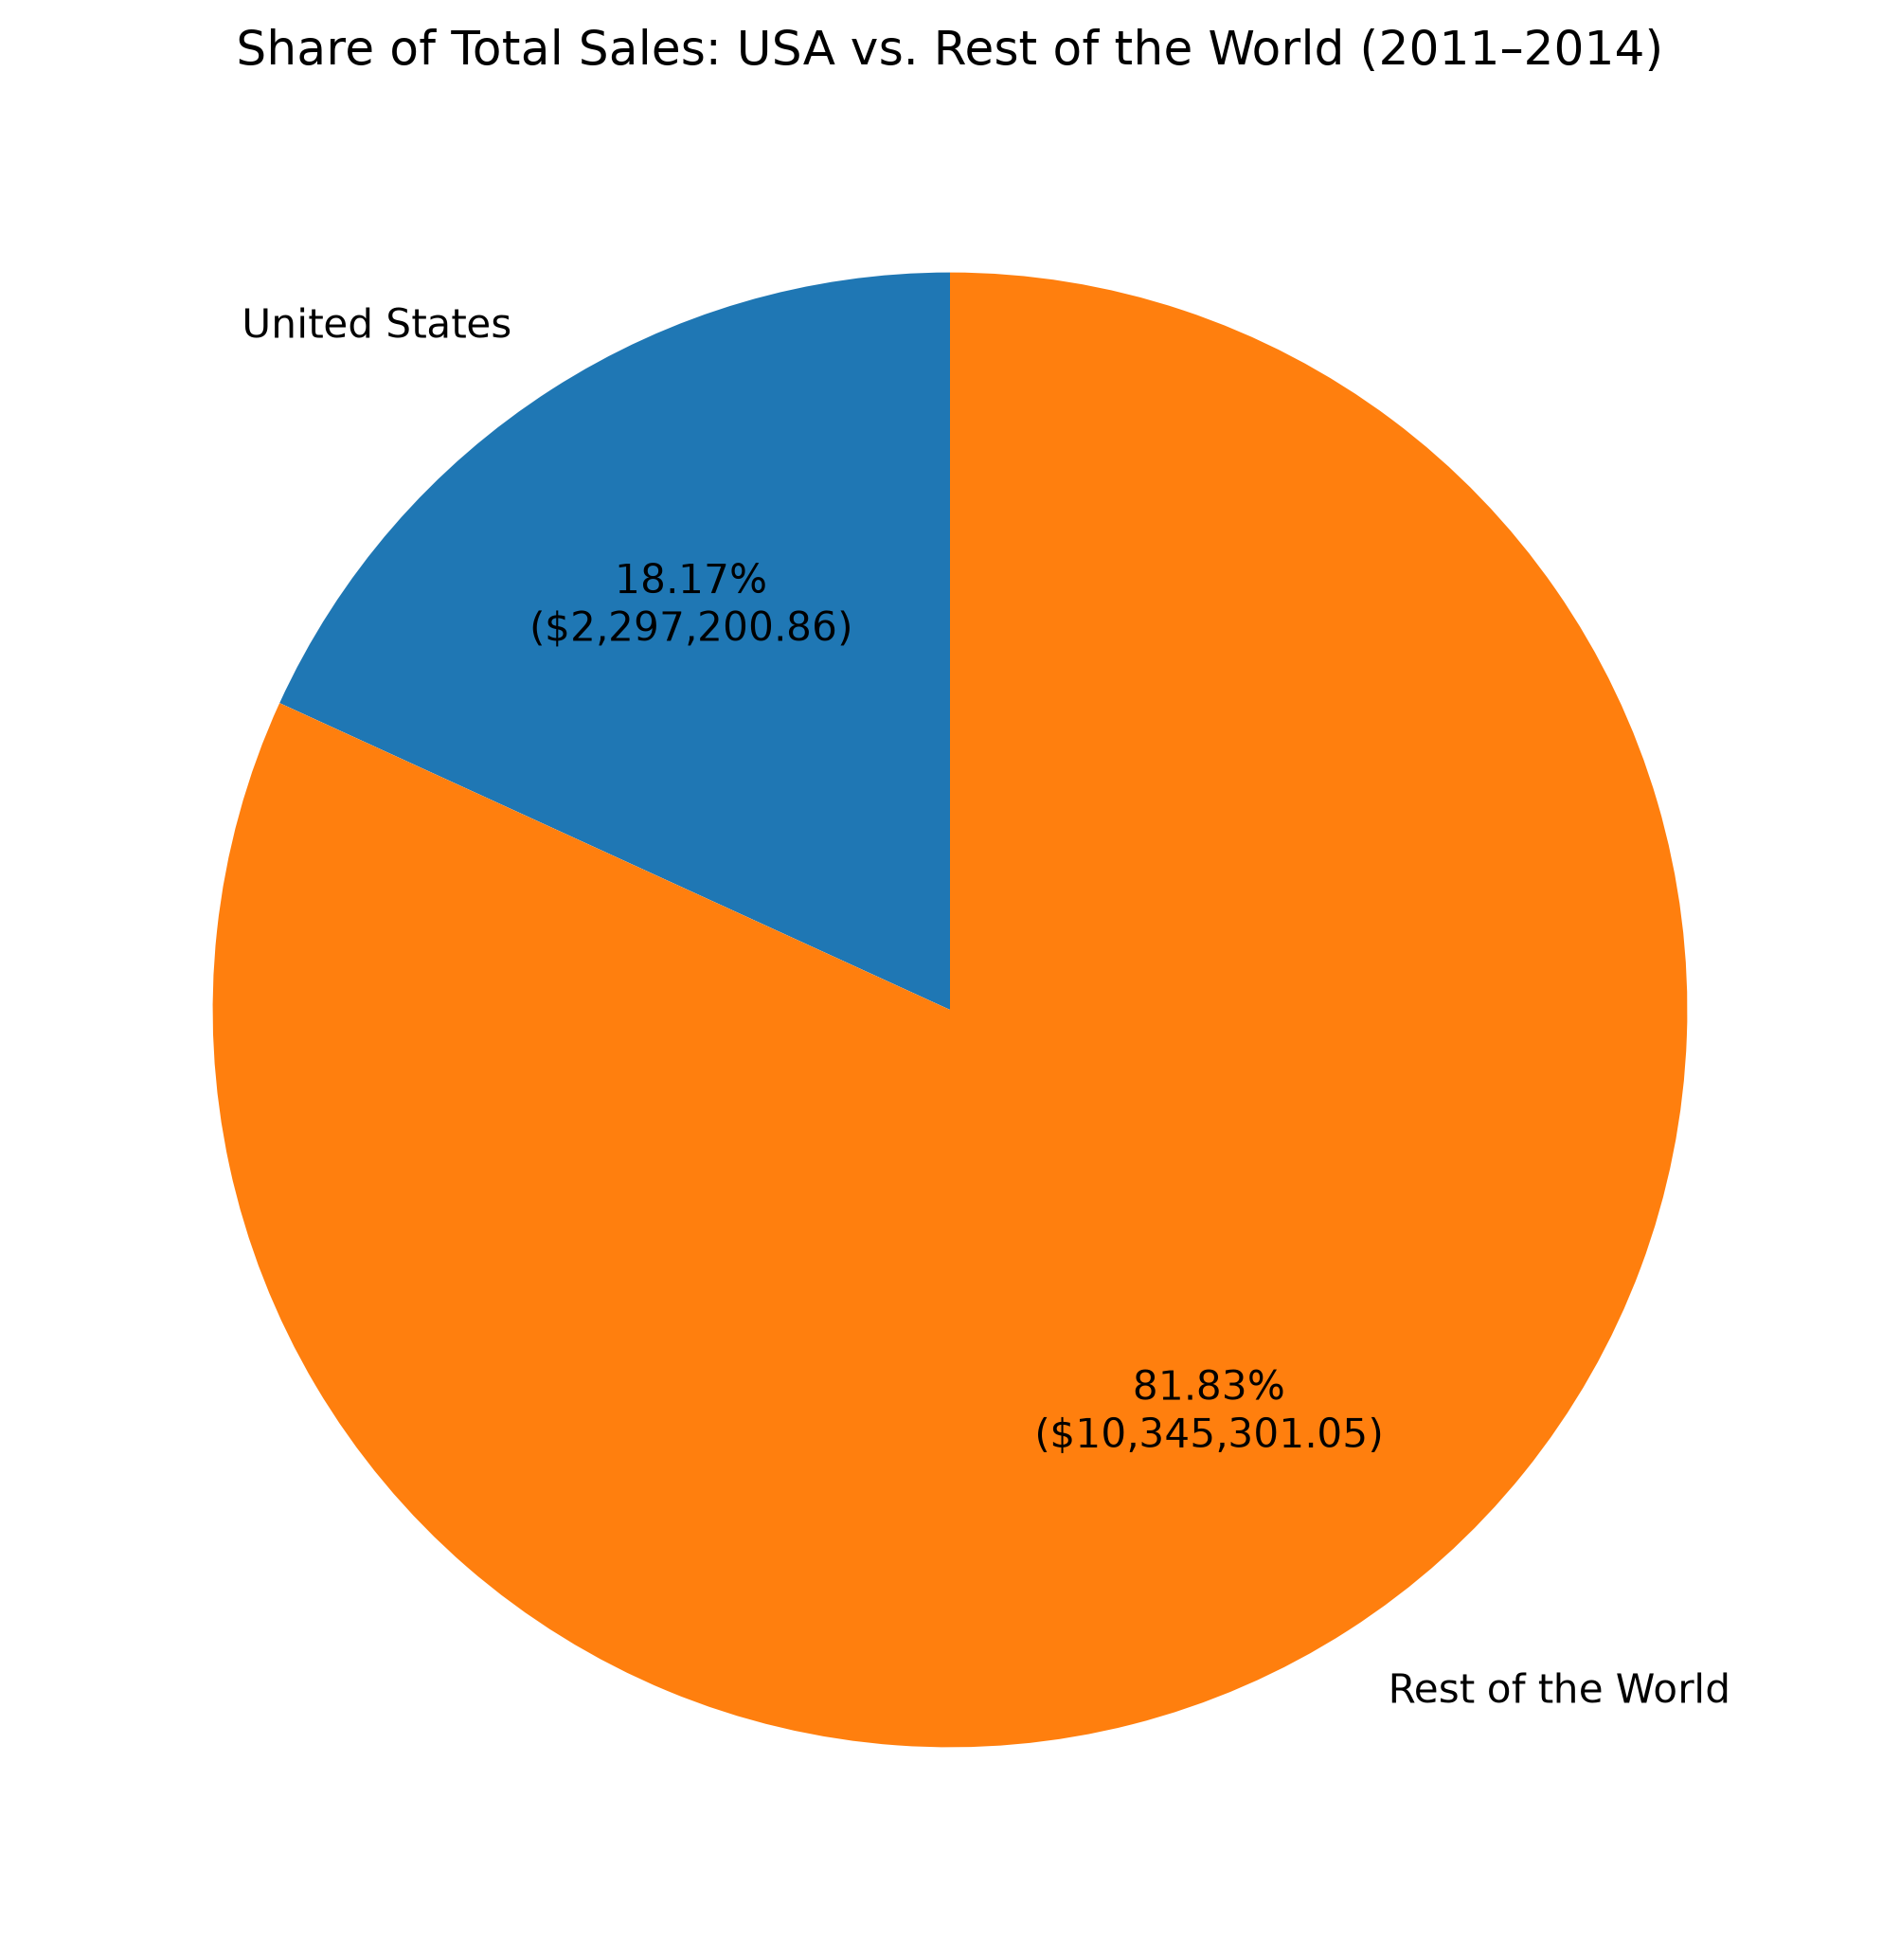 Share of Total Sales: USA vs. Rest of the World (2011–2014)
United States
18.17%
($2,297,200.86)
81.83%
($10,345,301.05)
Rest of the World